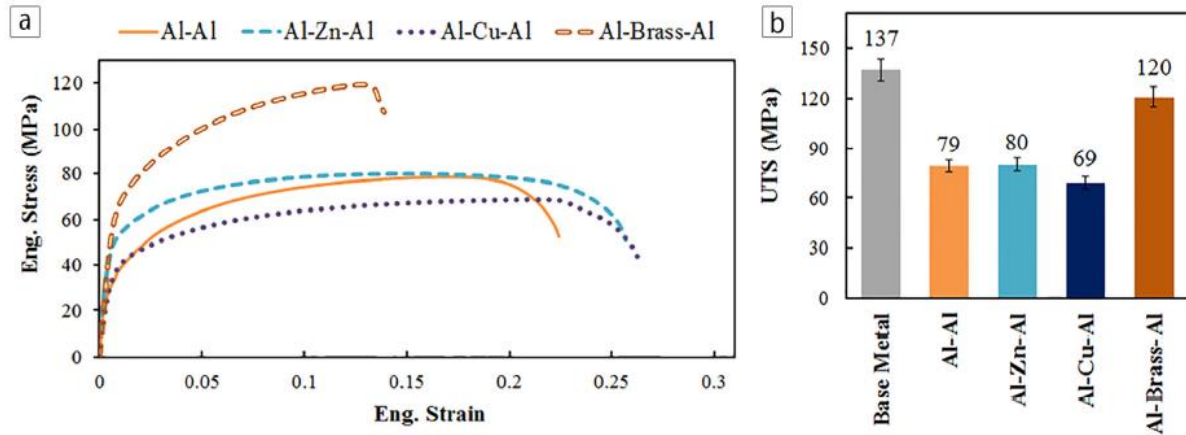 a
Al-Al Al-Zn-Al Al-Cu-Al Al-Brass-Al
Eng. Stress (MPa)
120
100
80
60
40
20
0
0 0.05 0.1 0.15 0.2 0.25 0.3
Eng. Strain
b
UTS (MPa)
150
120
90
60
30
0
137
79
80
69
120
Base Metal
Al-Al
Al-Zn-Al
Al-Cu-Al
Al-Brass- Al